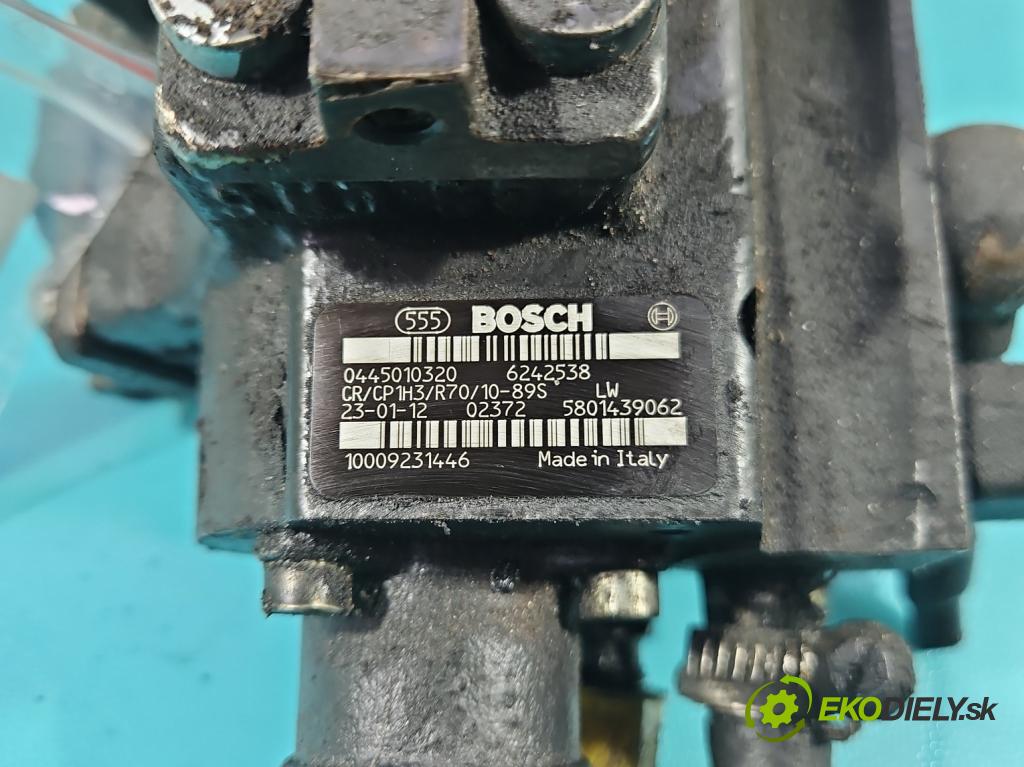 555 BOSCH
0445010320 6242538
CR/CP1H3/R70/10-89S LW
23-01-12 02372 5801439062
10009231446 Made in Italy
EKODIELY.sk